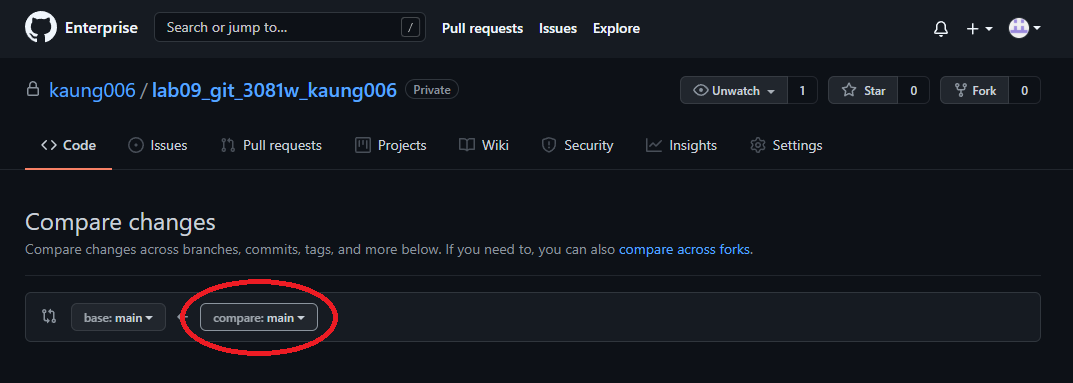 Enterprise Search or jump to... / Pull requests Issues Explore
kaung006 / lab09_git_3081w_kaung006 Private Unwatch 1 Star 0 Fork 0
Code Issues Pull requests Projects Wiki Security Insights Settings
Compare changes
Compare changes across branches, commits, tags, and more below. If you need to, you can also compare across forks.
base: main ← compare: main